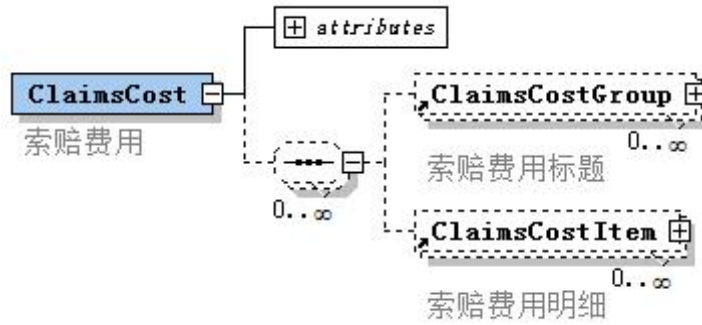 attributes
ClaimsCost
索赔费用
0..∞
ClaimsCostGroup
0..∞
索赔费用标题
ClaimsCostItem
0..∞
索赔费用明细